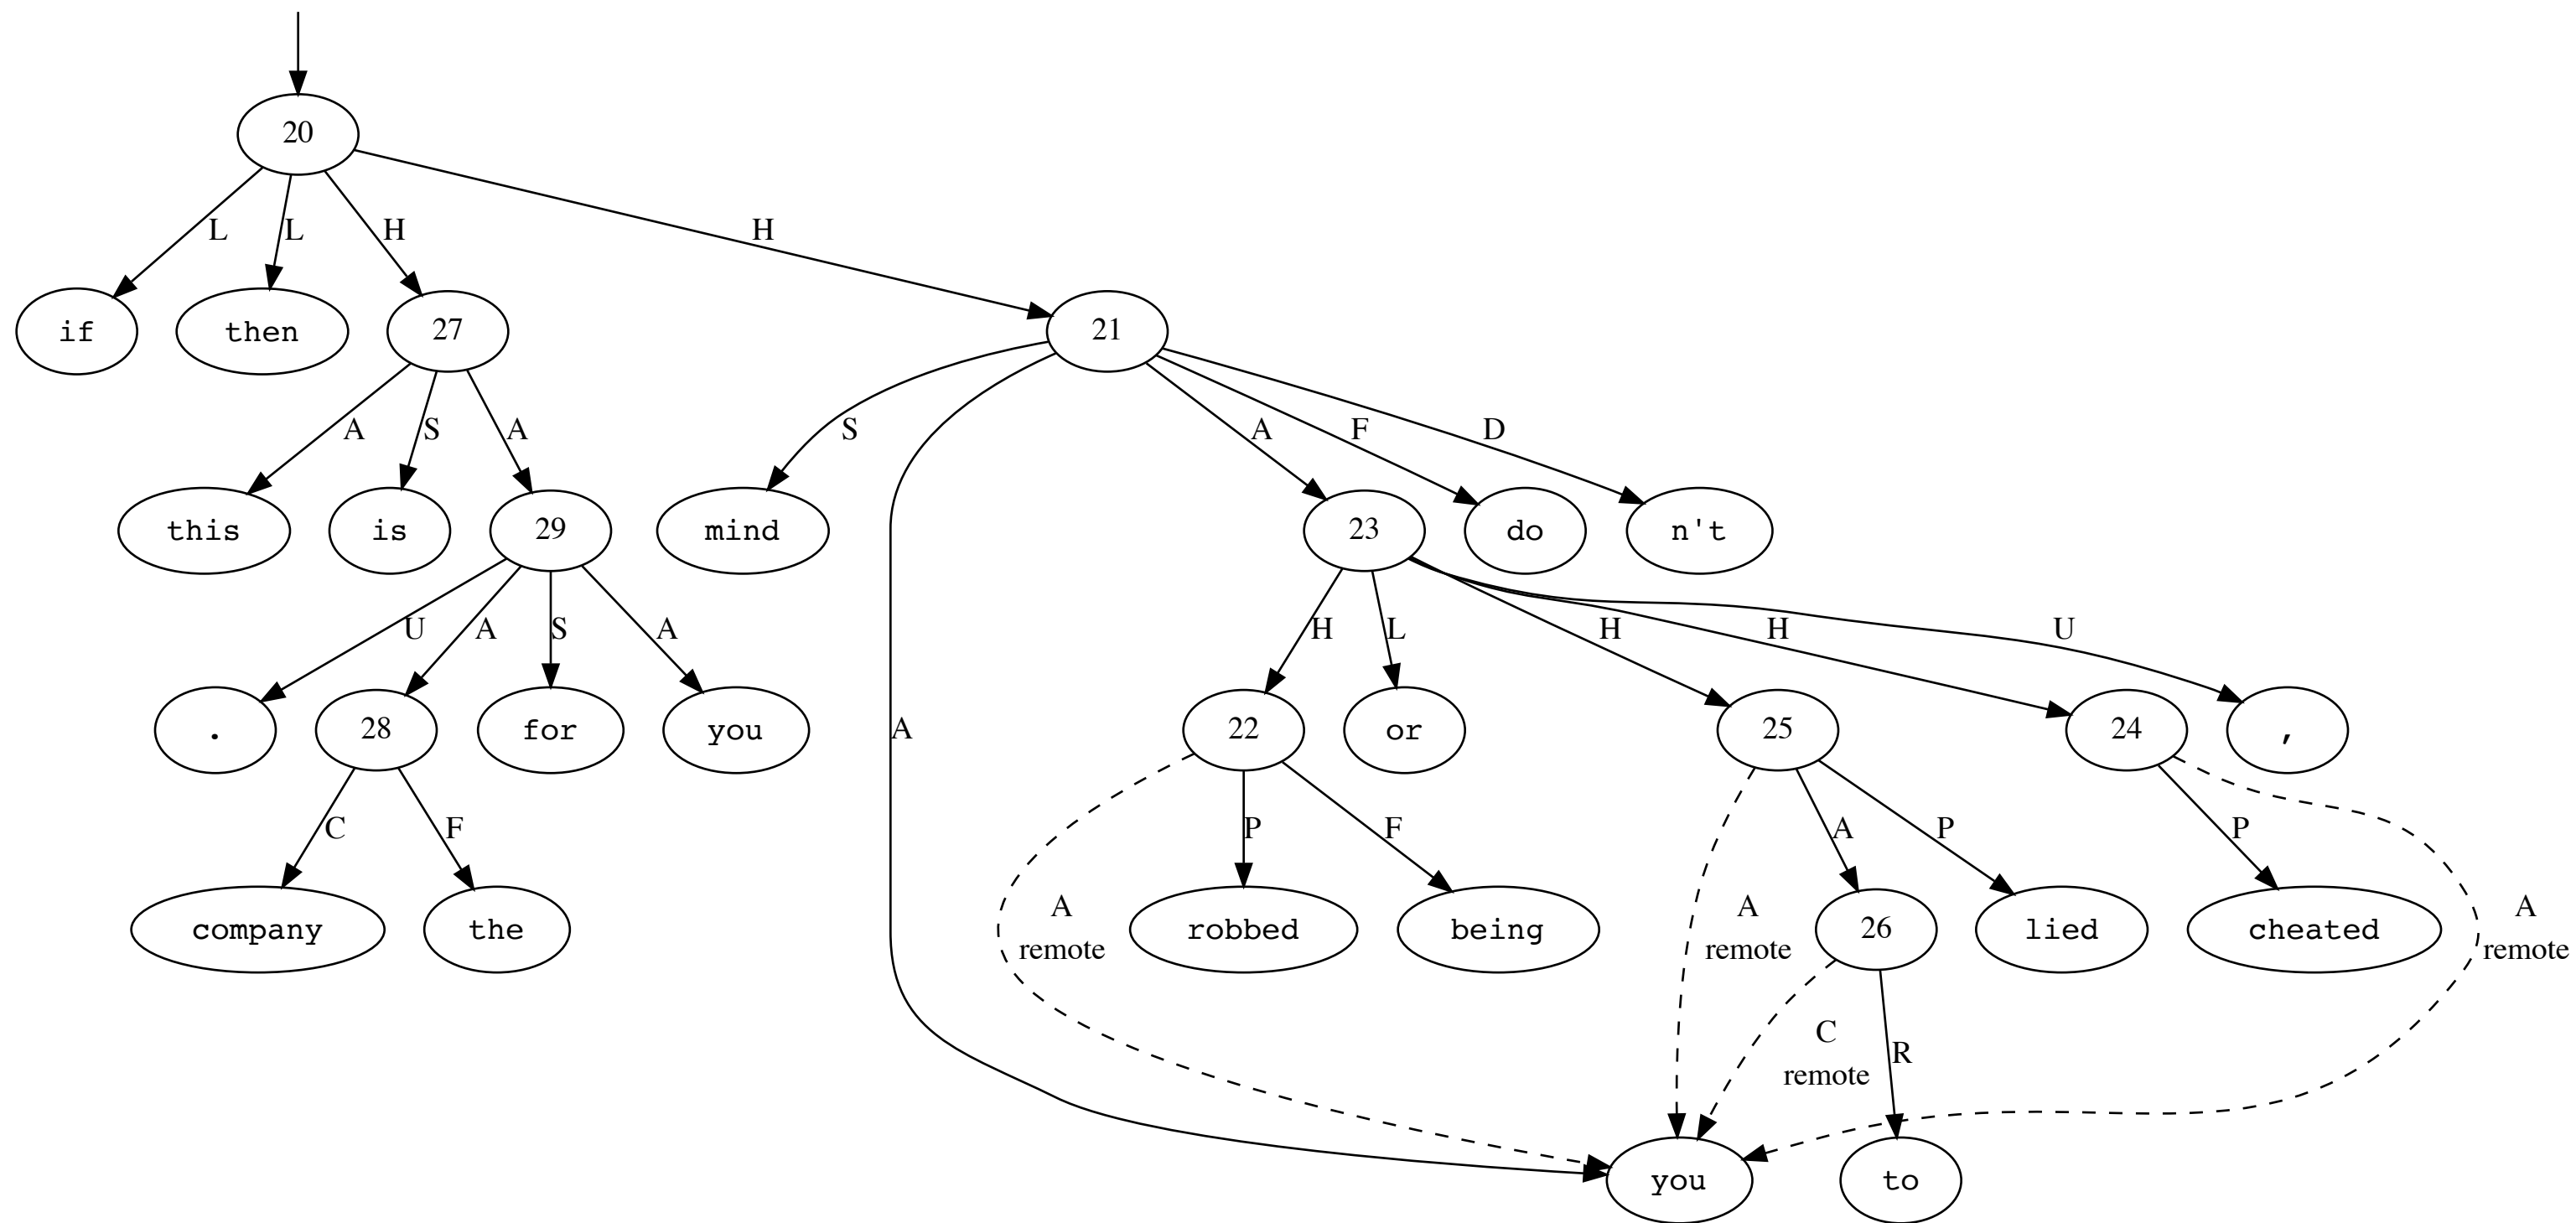 20
L L H H
if then 27 21
A S A S F D
A
this is 29 mind 23 do n't
U A S A H L H H U
. 28 for you A 22 or 25 24 ,
C F P F A P P
company the A remote robbed being A remote 26 lied cheated A remote
C remote R
you to